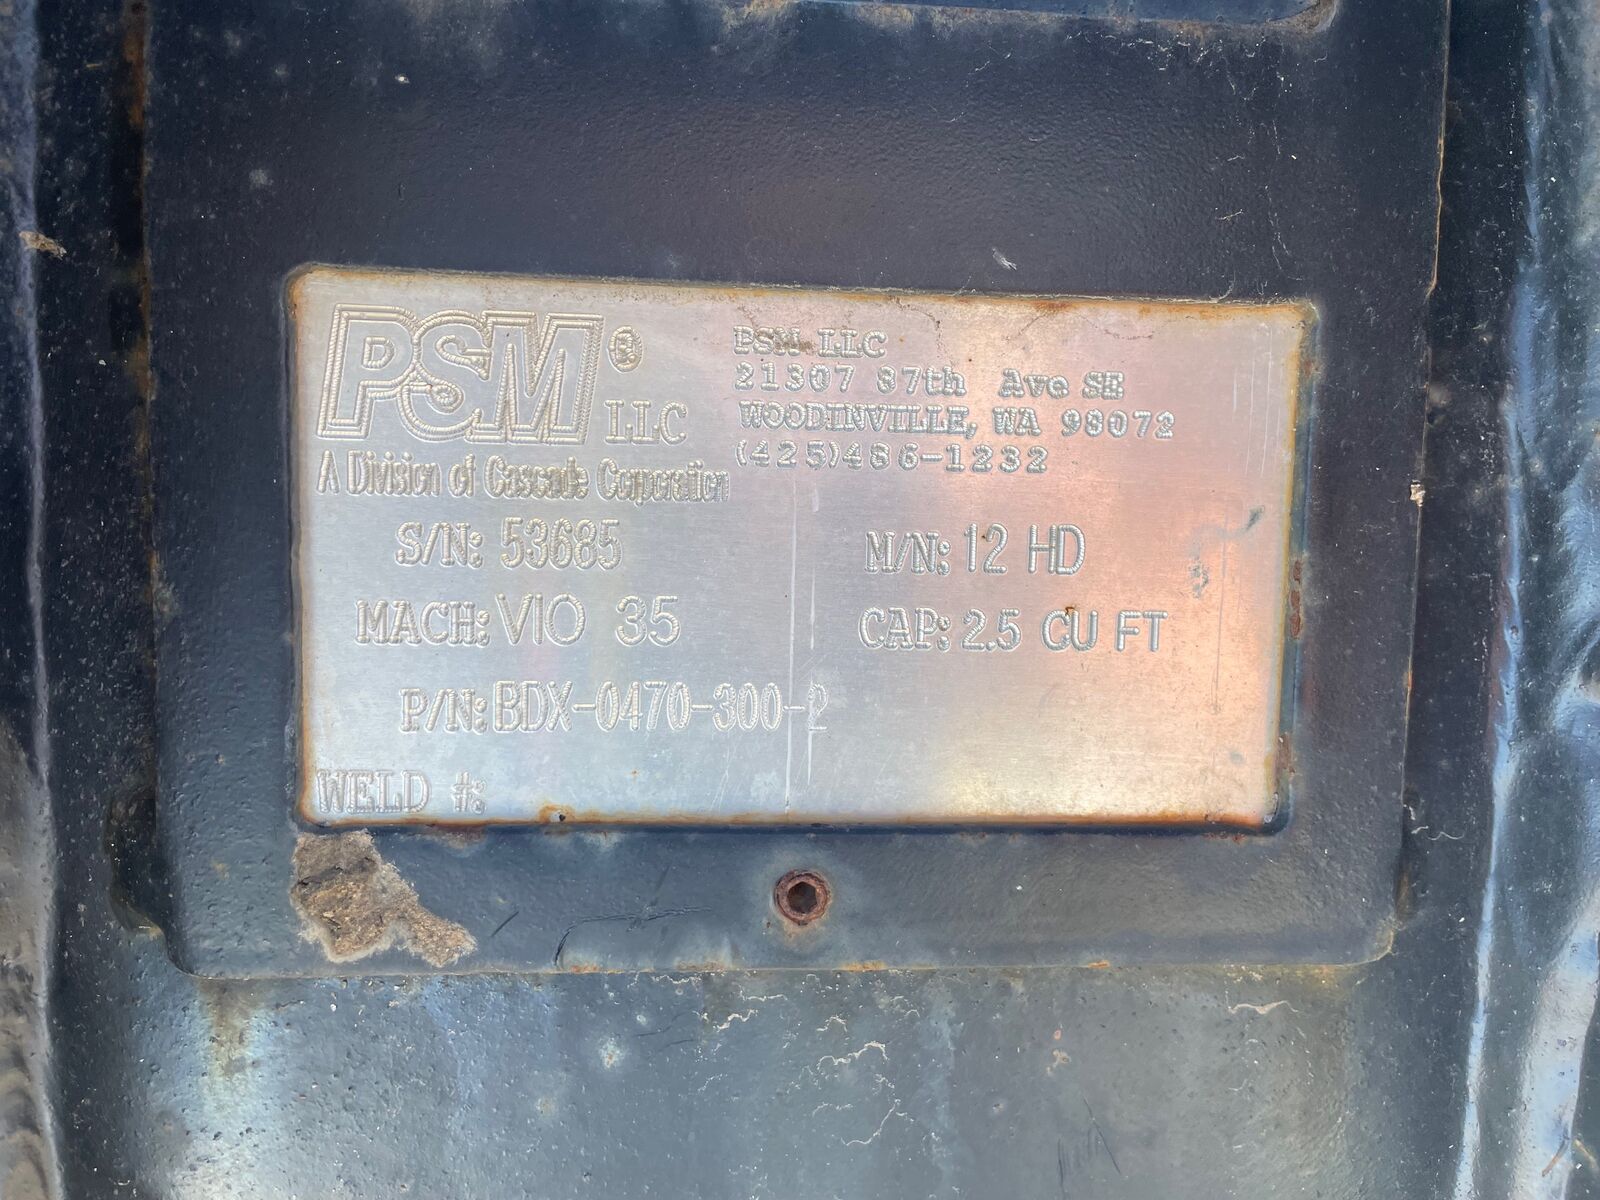 PSM® LLC
A Division of Cascade Corporation
PSM LLC
21307 87th Ave SE
WOODINVILLE, WA 98072
(425)486-1232
S/N: 53685
M/N: 12 HD
MACH: VIO 35
CAP: 2.5 CU FT
P/N: BDX-0470-300-2
WELD #: